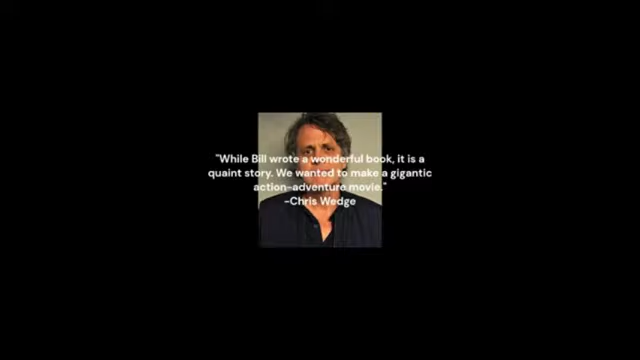 "While Bill wrote a wonderful book, it is a
quaint story. We wanted to make a gigantic
action-adventure movie."
-Chris Wedge